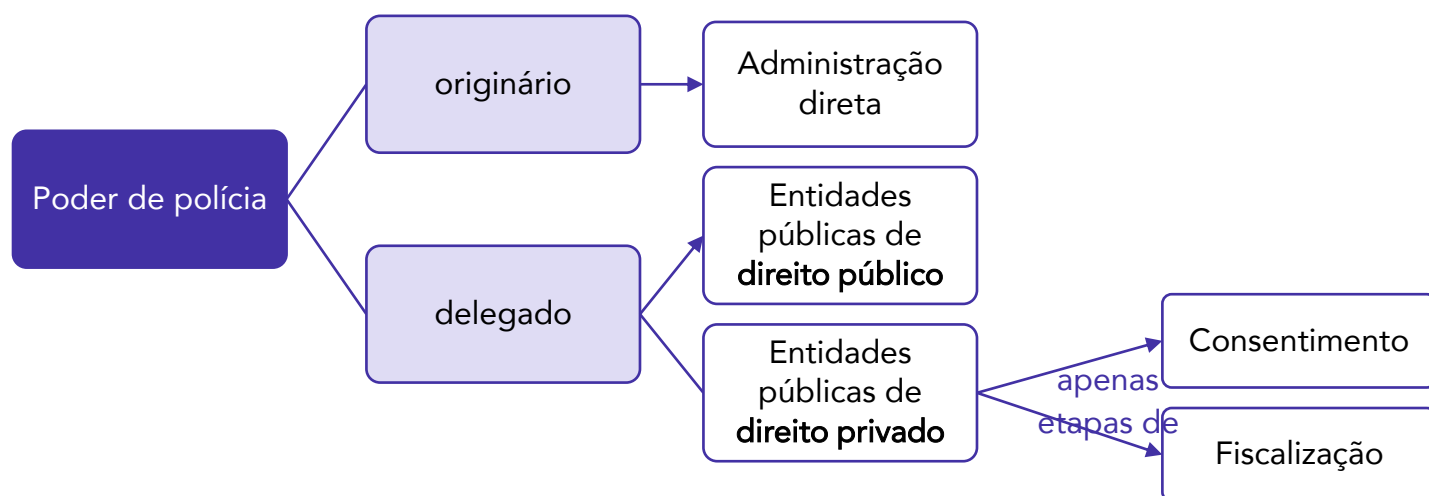 Poder de polícia
originário
Administração
direta
delegado
Entidades
públicas de
direito público
Entidades
públicas de
direito privado
apenas
etapas de
Consentimento
Fiscalização